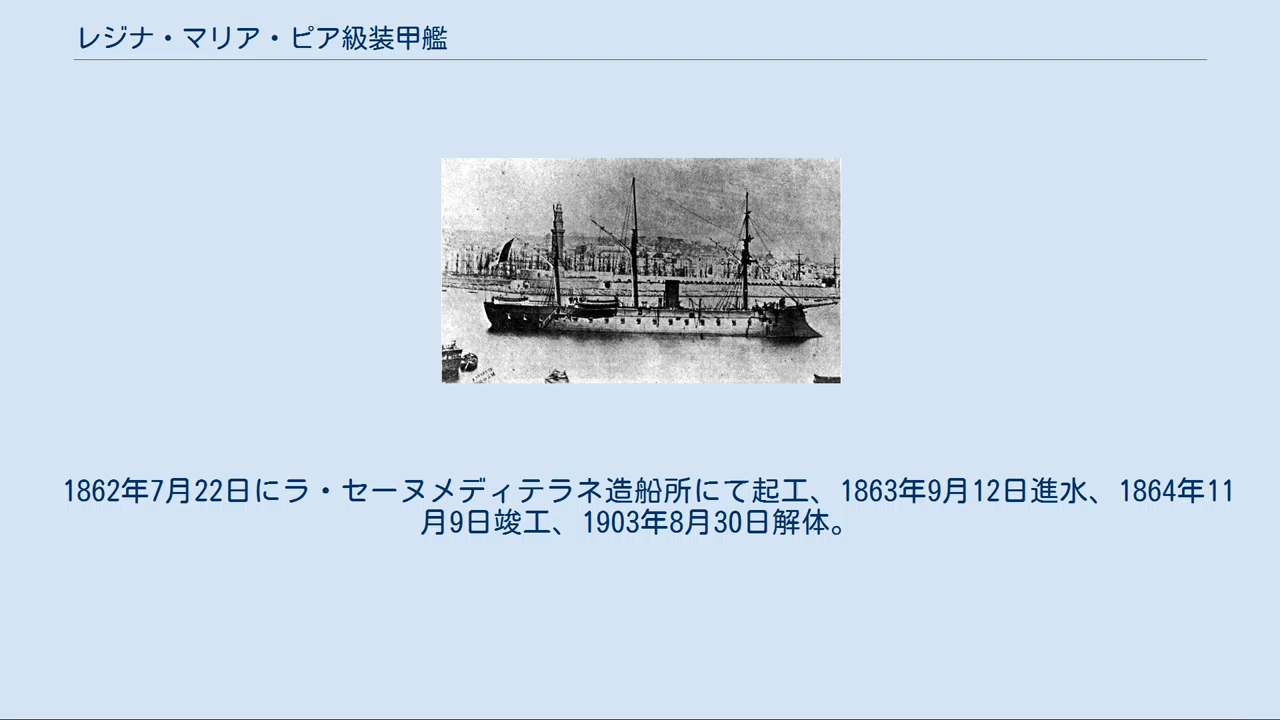 レジナ・マリア・ピア級装甲艦
1862年7月22日にラ・セーヌメディテラネ造船所にて起工、1863年9月12日進水、1864年11
月9日竣工、1903年8月30日解体。